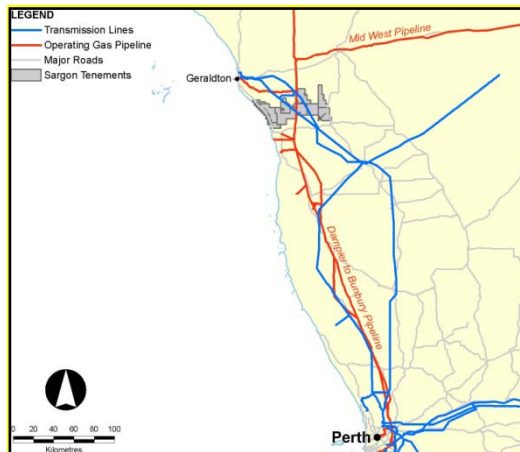 LEGEND
Transmission Lines
Operating Gas Pipeline
Major Roads
Sargon Tenements
Mid West Pipeline
Geraldton
Dampier to Bunbury Pipeline
Perth
0 20 40 60 80 100
Kilometres